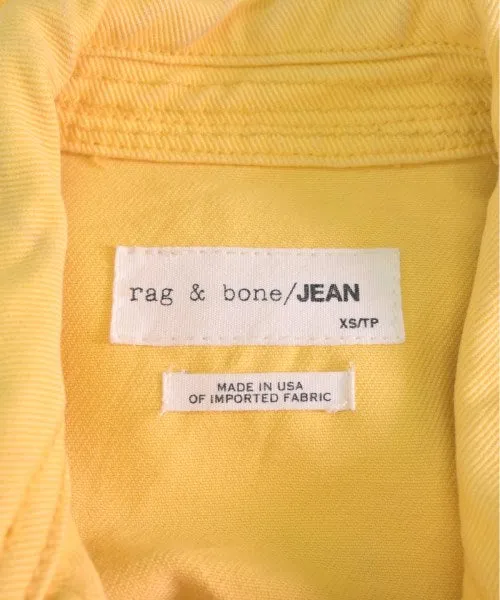 rag & bone/JEAN
XS/TP
MADE IN USA
OF IMPORTED FABRIC